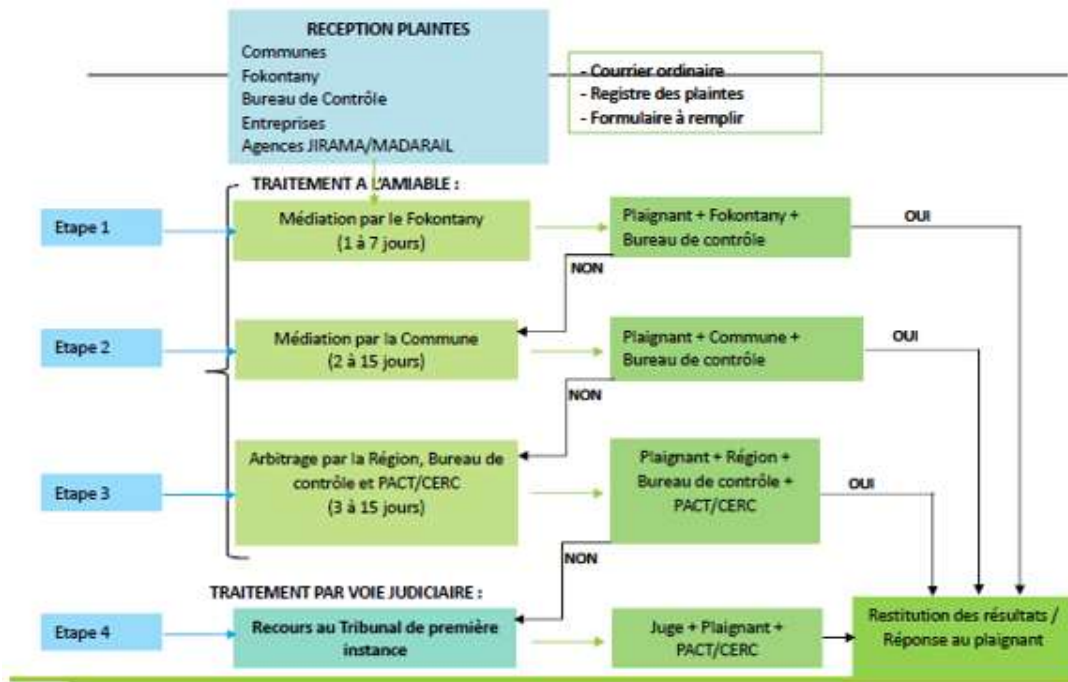 RECEPTION PLAINTES
Communes
Fokontany
Bureau de Contrôle
Entreprises
Agences JIRAMA/MADARAIL
- Courrier ordinaire
- Registre des plaintes
- Formulaire à remplir
TRAITEMENT A L'AMIABLE :
Etape 1
Médiation par le Fokontany
(1 à 7 jours)
Plaignant + Fokontany +
Bureau de contrôle
OUI
NON
Etape 2
Médiation par la Commune
(2 à 15 jours)
Plaignant + Commune +
Bureau de contrôle
OUI
NON
Etape 3
Arbitrage par la Région, Bureau de
contrôle et PACT/CERC
(3 à 15 jours)
Plaignant + Région +
Bureau de contrôle +
PACT/CERC
OUI
NON
TRAITEMENT PAR VOIE JUDICIAIRE :
Etape 4
Recours au Tribunal de première
instance
Juge + Plaignant +
PACT/CERC
Restitution des résultats /
Réponse au plaignant